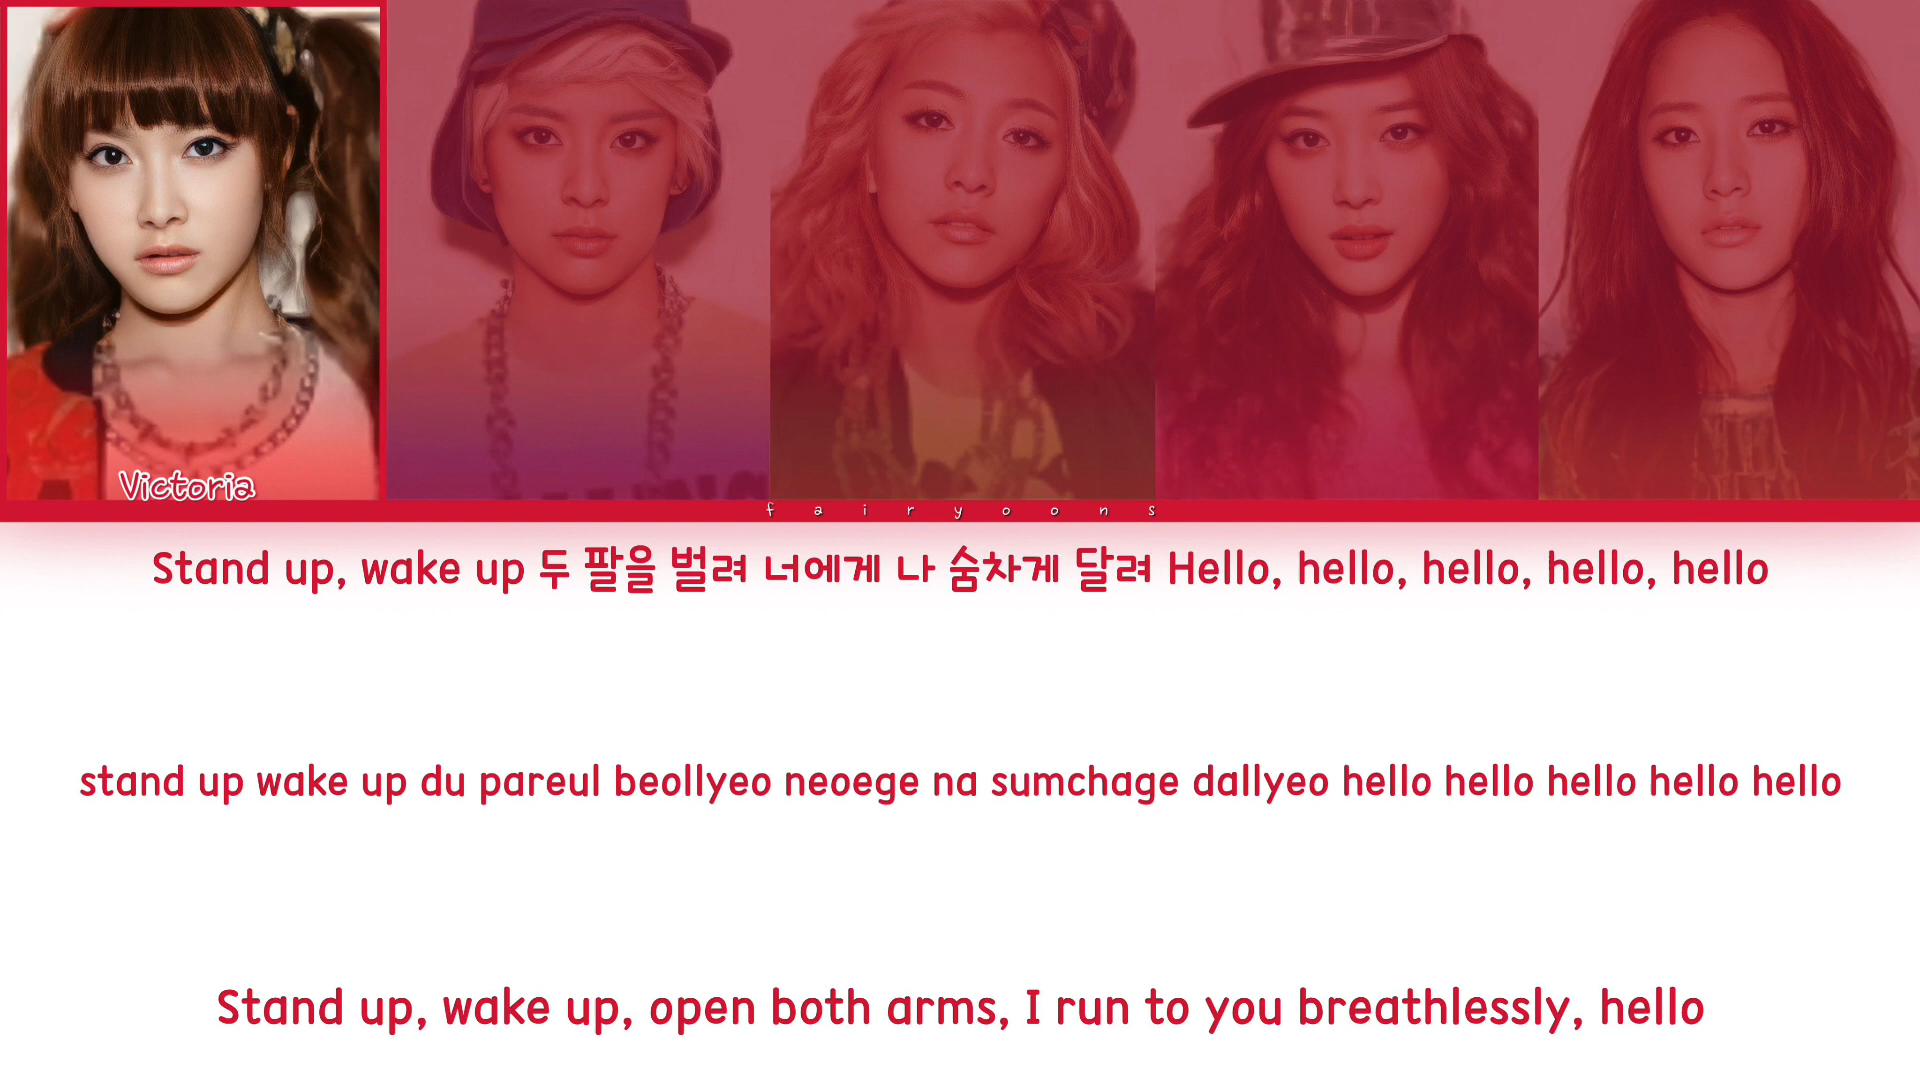 Victoria
fairyoons
Stand up, wake up 두 팔을 벌려 너에게 나 숨차게 달려 Hello, hello, hello, hello, hello
stand up wake up du pareul beollyeo neoege na sumchage dallyeo hello hello hello hello hello
Stand up, wake up, open both arms, I run to you breathlessly, hello